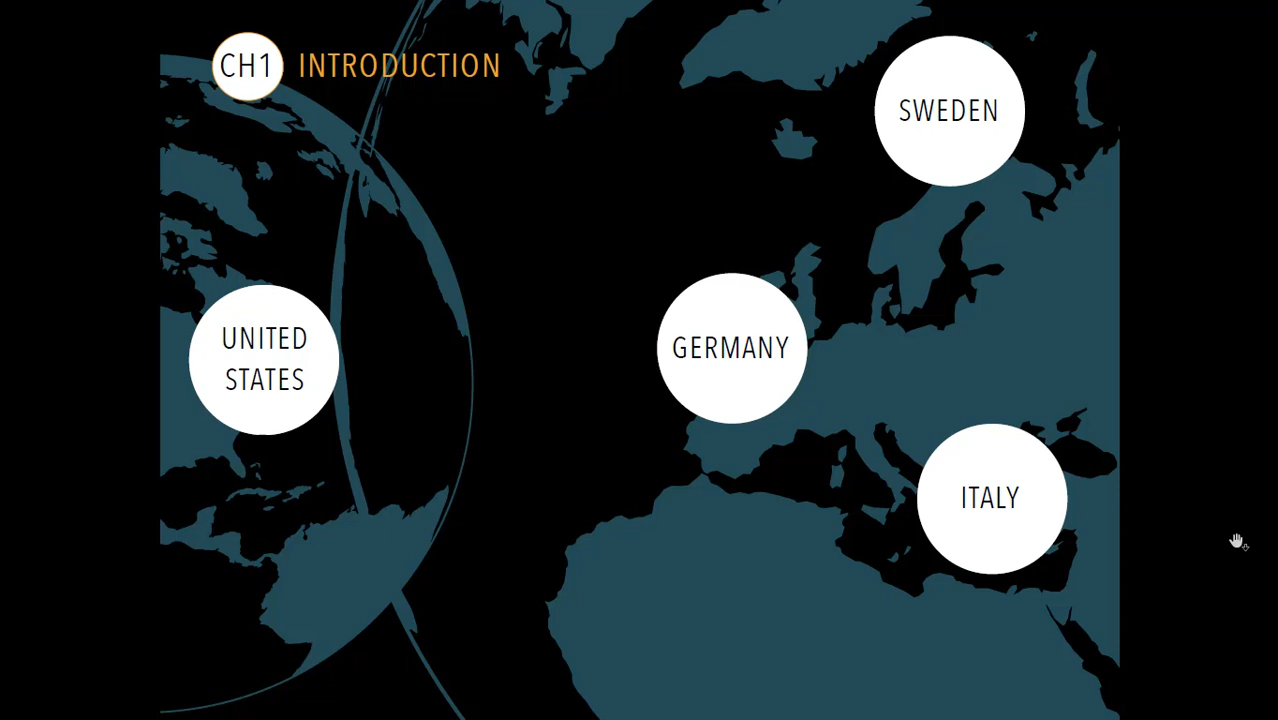 CH1 INTRODUCTION
SWEDEN
UNITED
STATES
GERMANY
ITALY